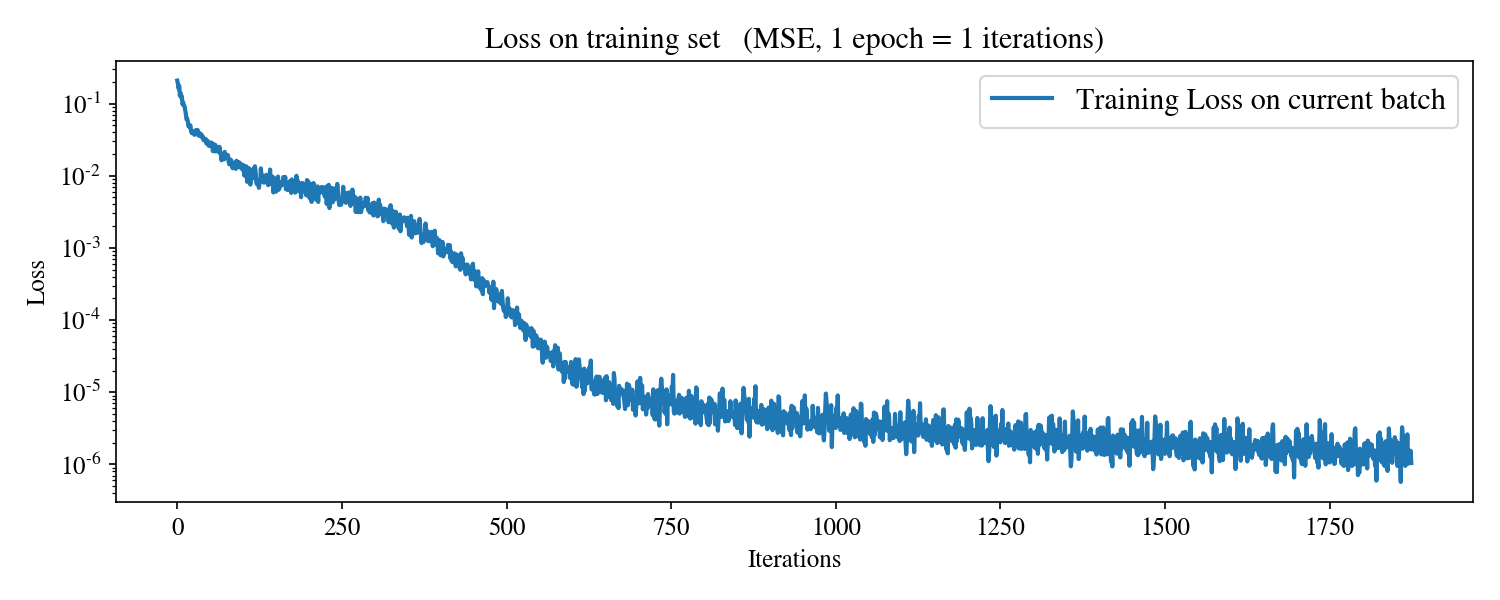 Loss on training set   (MSE, 1 epoch = 1 iterations)
Training Loss on current batch
Loss
10⁻¹
10⁻²
10⁻³
10⁻⁴
10⁻⁵
10⁻⁶
0 250 500 750 1000 1250 1500 1750
Iterations